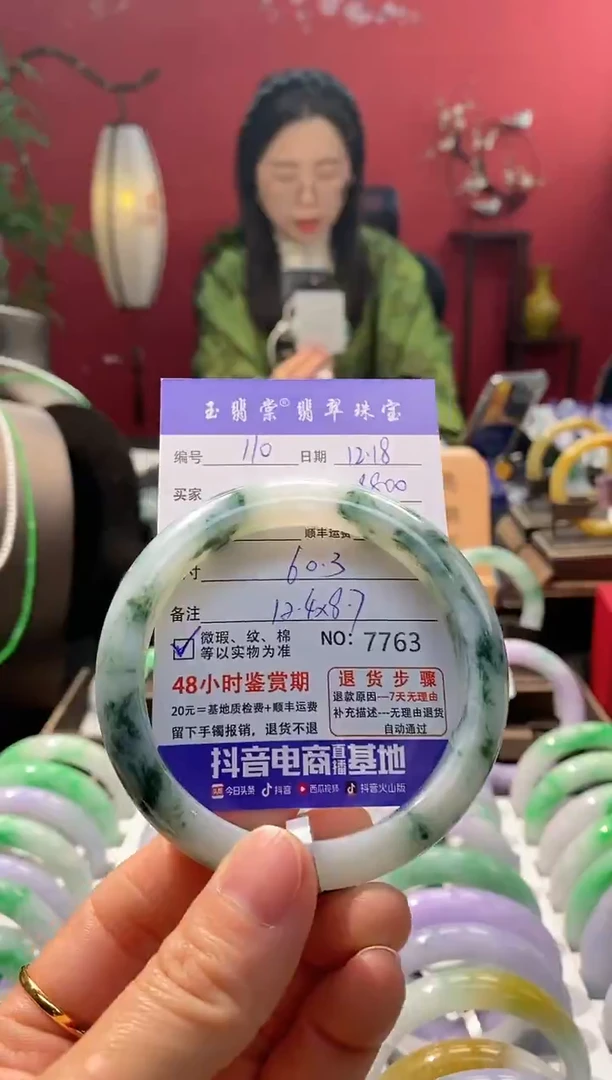 玉翡棠®翡翠珠宝
编号 110 日期 12.18
买家
顺丰运费
寸 60.3
备注 12.4x8.7
☑ 微瑕、纹、棉 NO: 7763
等以实物为准
48小时鉴赏期
20元=基地质检费+顺丰运费
留下手镯报销，退货不退
退货步骤
退款原因---7天无理由
补充描述---无理由退货
自动通过
抖音电商直播基地
头条 今日头条 抖音 西瓜视频 抖音火山版